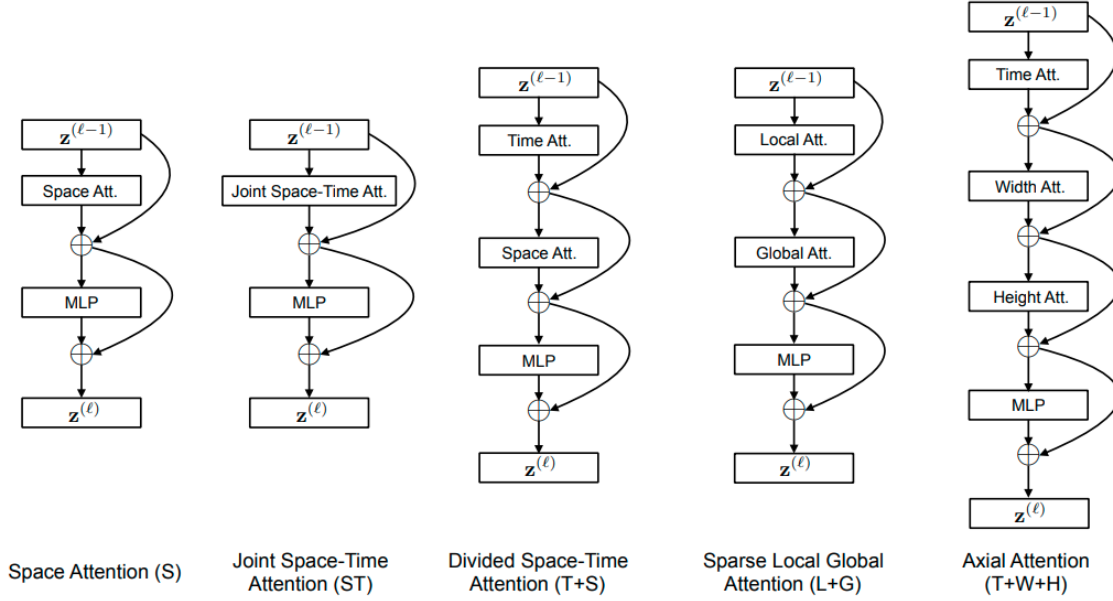 z^(ℓ−1)
Space Att.
MLP
z^(ℓ)
Space Attention (S)
z^(ℓ−1)
Joint Space-Time Att.
MLP
z^(ℓ)
Joint Space-Time
Attention (ST)
z^(ℓ−1)
Time Att.
Space Att.
MLP
z^(ℓ)
Divided Space-Time
Attention (T+S)
z^(ℓ−1)
Local Att.
Global Att.
MLP
z^(ℓ)
Sparse Local Global
Attention (L+G)
z^(ℓ−1)
Time Att.
Width Att.
Height Att.
MLP
z^(ℓ)
Axial Attention
(T+W+H)